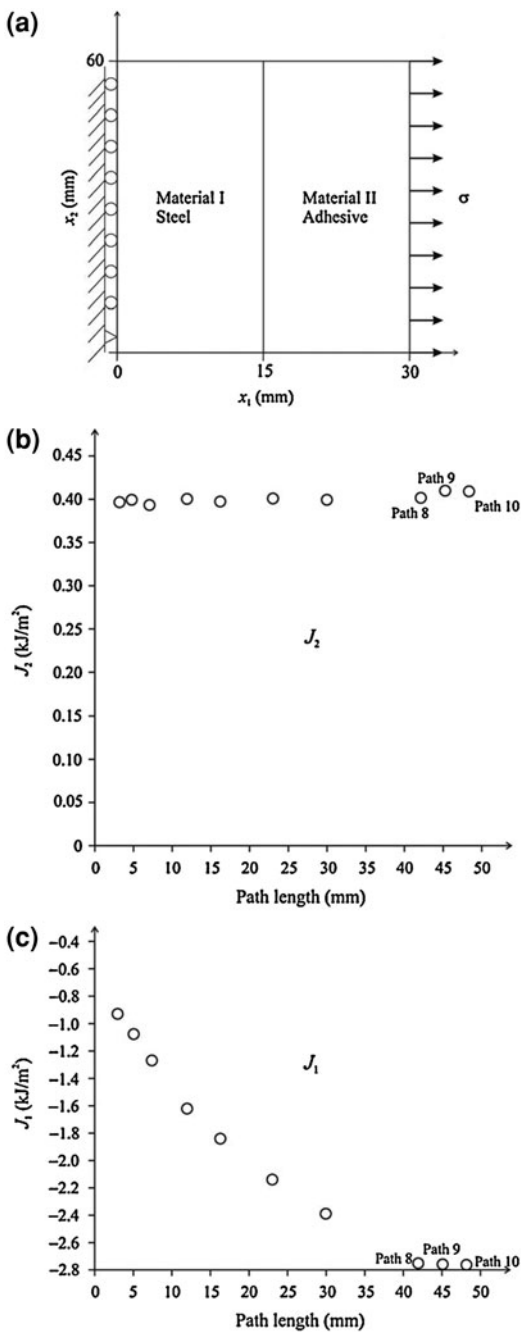 (a)
60
x₂ (mm)
Material I
Steel
Material II
Adhesive
σ
0
15
30
x₁ (mm)
(b)
J₂ (kJ/m²)
0.45
0.40
0.35
0.30
0.25
0.20
0.15
0.10
0.05
0
Path 9
Path 8
Path 10
J₂
0 5 10 15 20 25 30 35 40 45 50
Path length (mm)
(c)
J₁ (kJ/m²)
−0.4
−0.6
−0.8
−1.0
−1.2
−1.4
−1.6
−1.8
−2.0
−2.2
−2.4
−2.6
−2.8
J₁
Path 8 Path 9 Path 10
0 5 10 15 20 25 30 35 40 45 50
Path length (mm)